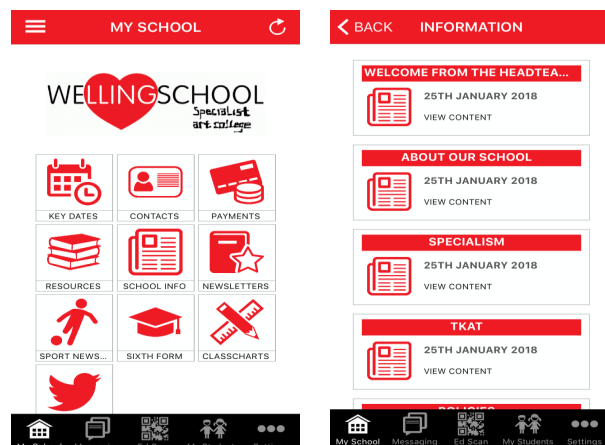 MY SCHOOL
WELLINGSCHOOL
Specialist
art college
KEY DATES
CONTACTS
PAYMENTS
RESOURCES
SCHOOL INFO
NEWSLETTERS
SPORT NEWS...
SIXTH FORM
CLASSCHARTS
BACK
INFORMATION
WELCOME FROM THE HEADTEA...
25TH JANUARY 2018
VIEW CONTENT
ABOUT OUR SCHOOL
25TH JANUARY 2018
VIEW CONTENT
SPECIALISM
25TH JANUARY 2018
VIEW CONTENT
TKAT
25TH JANUARY 2018
VIEW CONTENT
POLICIES
My School
Messaging
Ed Scan
My Students
Settings